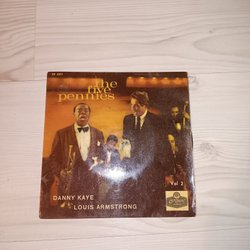 the
five
pennies
DANNY KAYE
LOUIS ARMSTRONG
Vol 2